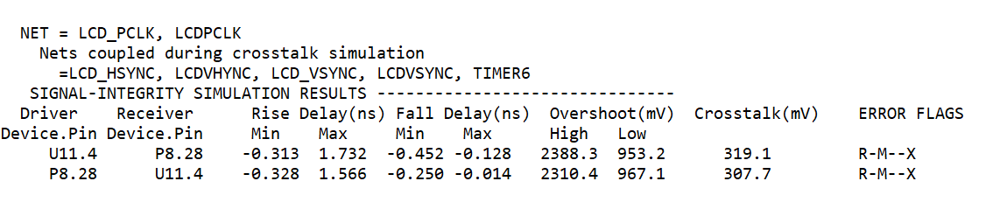 NET = LCD_PCLK, LCDPCLK
Nets coupled during crosstalk simulation
=LCD_HSYNC, LCDVHYNC, LCD_VSYNC, LCDVSYNC, TIMER6
SIGNAL-INTEGRITY SIMULATION RESULTS -------------------------------
Driver Receiver Rise Delay(ns) Fall Delay(ns) Overshoot(mV) Crosstalk(mV) ERROR FLAGS
Device.Pin Device.Pin Min Max Min Max High Low
U11.4 P8.28 -0.313 1.732 -0.452 -0.128 2388.3 953.2 319.1 R-M--X
P8.28 U11.4 -0.328 1.566 -0.250 -0.014 2310.4 967.1 307.7 R-M--X